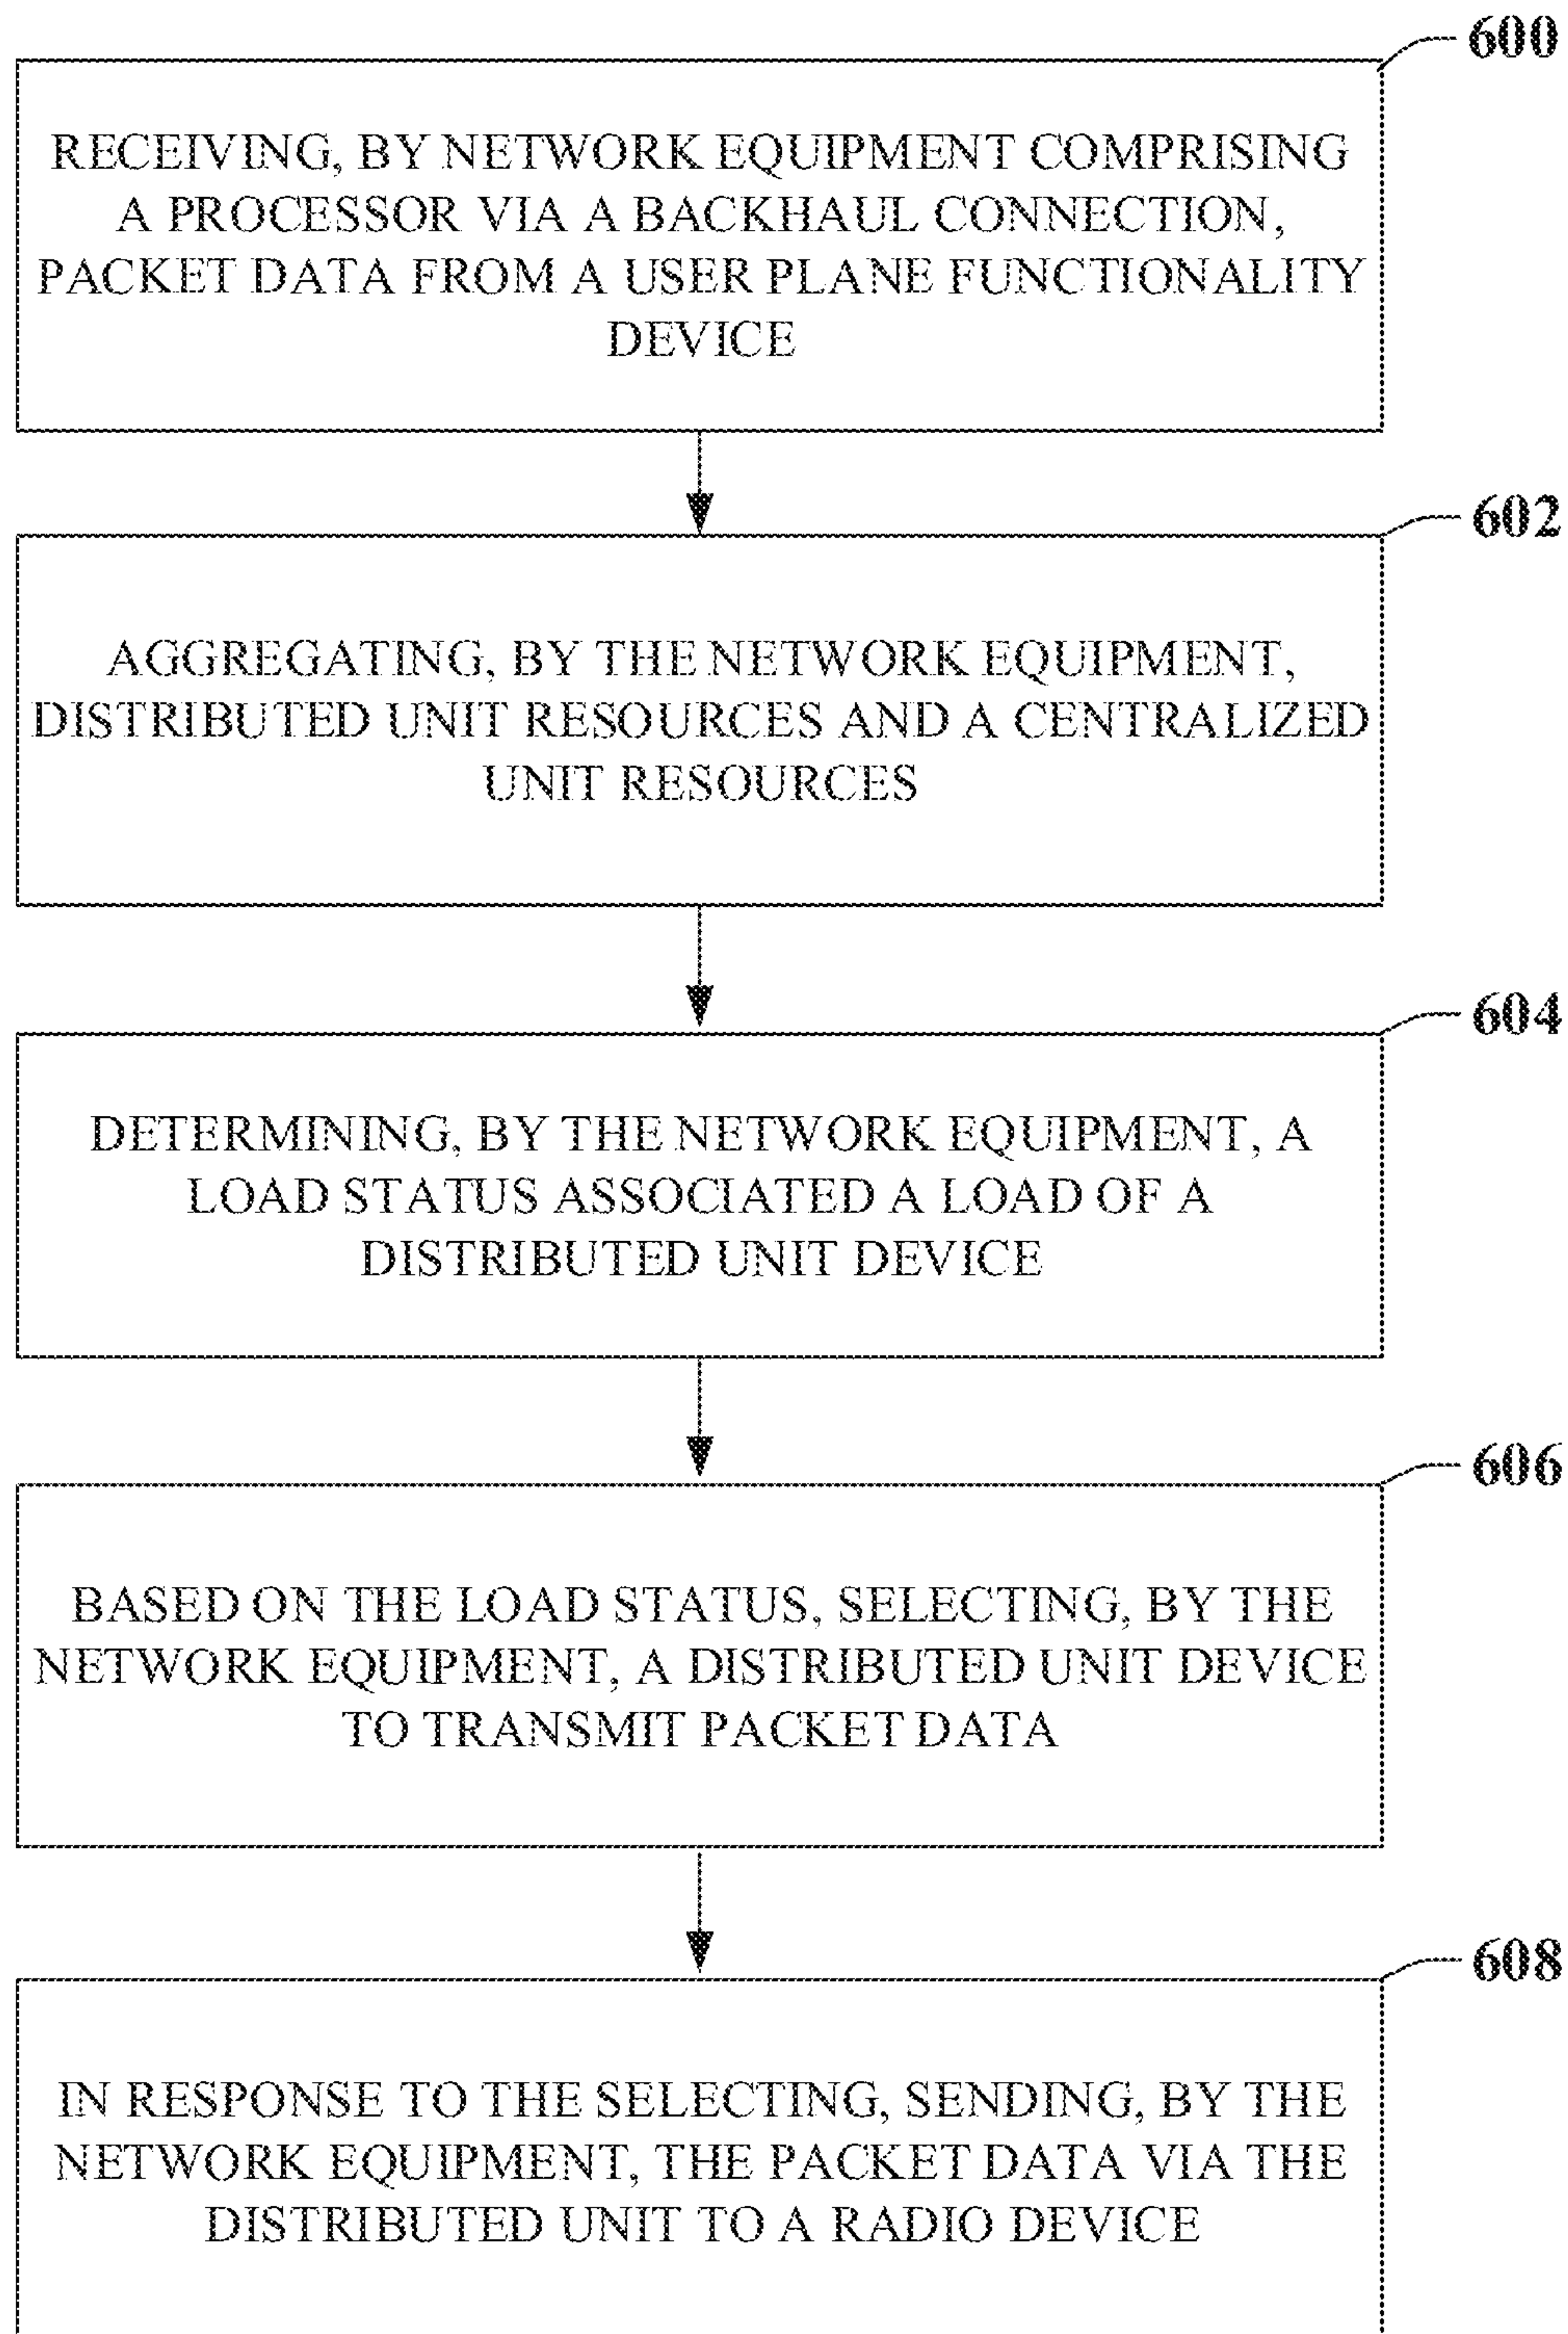 600
RECEIVING, BY NETWORK EQUIPMENT COMPRISING
A PROCESSOR VIA A BACKHAUL CONNECTION,
PACKET DATA FROM A USER PLANE FUNCTIONALITY
DEVICE
602
AGGREGATING, BY THE NETWORK EQUIPMENT,
DISTRIBUTED UNIT RESOURCES AND A CENTRALIZED
UNIT RESOURCES
604
DETERMINING, BY THE NETWORK EQUIPMENT, A
LOAD STATUS ASSOCIATED A LOAD OF A
DISTRIBUTED UNIT DEVICE
606
BASED ON THE LOAD STATUS, SELECTING, BY THE
NETWORK EQUIPMENT, A DISTRIBUTED UNIT DEVICE
TO TRANSMIT PACKET DATA
608
IN RESPONSE TO THE SELECTING, SENDING, BY THE
NETWORK EQUIPMENT, THE PACKET DATA VIA THE
DISTRIBUTED UNIT TO A RADIO DEVICE